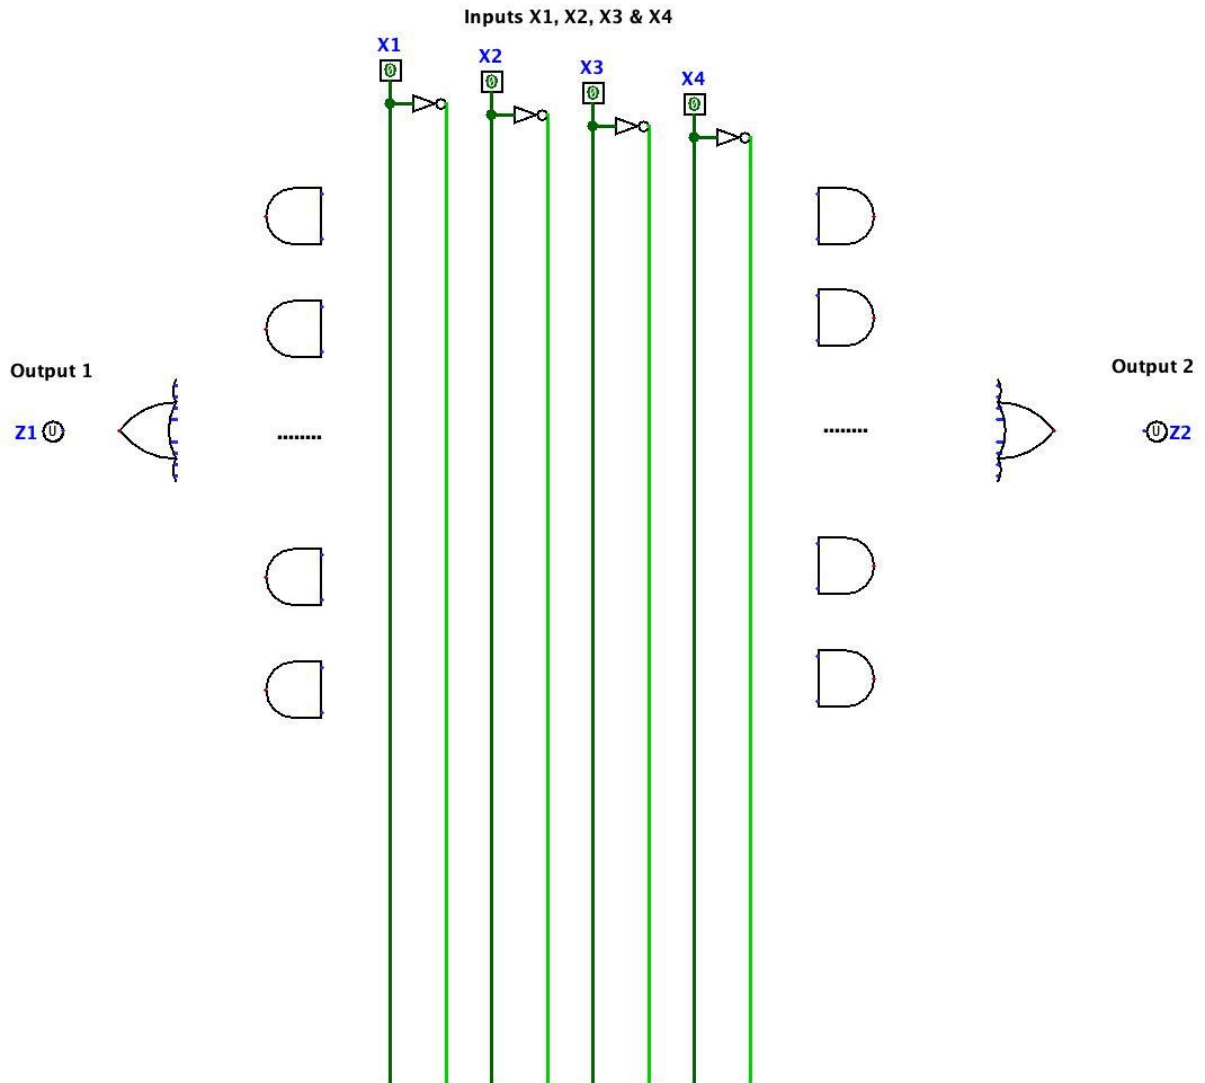 Inputs X1, X2, X3 & X4
X1
X2
X3
X4
0
0
0
0
Output 1
Output 2
Z1 U
U Z2